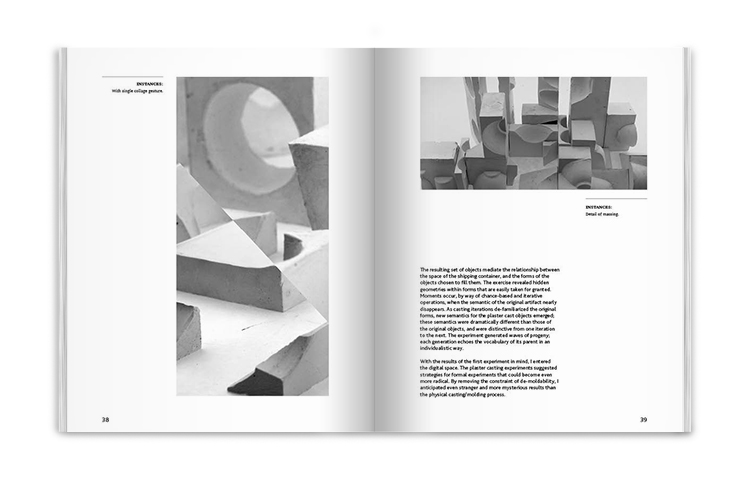 INSTANCES:
With single collage gesture.
38
INSTANCES:
Detail of massing.
The resulting set of objects mediate the relationship between
the space of the shipping container, and the forms of the
objects chosen to fill them. The exercise revealed hidden
geometries within forms that are easily taken for granted.
Moments occur, by way of chance-based and iterative
operations, when the semantic of the original artifact nearly
disappear. As casting iterations de-familiarized the original
forms, new semantics for the plaster cast objects emerged;
these semantics were dramatically different than those of
the original objects, and were distinctive from one iteration
to the next. The experiment generated waves of progeny;
each generation echoes the vocabulary of its parent in an
individualistic way.
With the results of the first experiment in mind, I entered
the digital space. The plaster casting experiments suggested
strategies for formal experiments that could become even
more radical. By removing the constraint of de-moldability, I
anticipated even stranger and more mysterious results than
the physical casting/molding process.
39